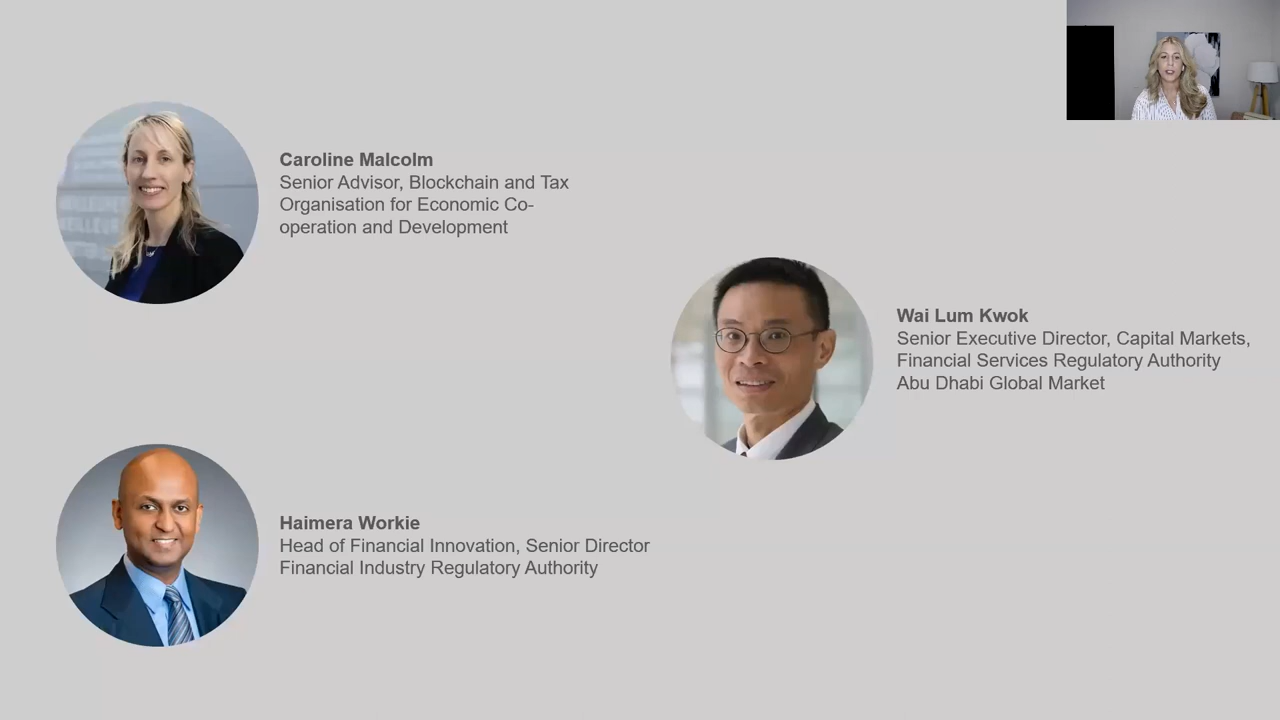 Caroline Malcolm
Senior Advisor, Blockchain and Tax
Organisation for Economic Co-
operation and Development
Wai Lum Kwok
Senior Executive Director, Capital Markets,
Financial Services Regulatory Authority
Abu Dhabi Global Market
Haimera Workie
Head of Financial Innovation, Senior Director
Financial Industry Regulatory Authority